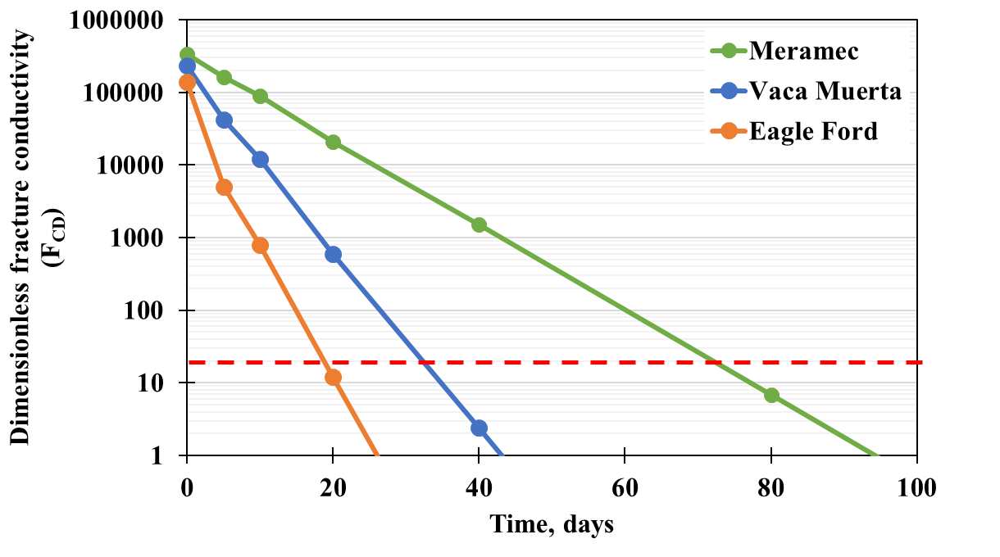 Dimensionless fracture conductivity
(FCD)
1000000
100000
10000
1000
100
10
1
Meramec
Vaca Muerta
Eagle Ford
0 20 40 60 80 100
Time, days